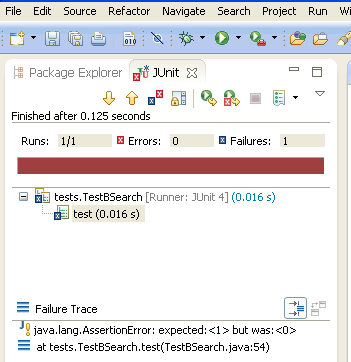 File Edit Source Refactor Navigate Search Project Run
Package Explorer JUnit
Finished after 0.125 seconds
Runs: 1/1 Errors: 0 Failures: 1
tests.TestBSearch [Runner: JUnit 4] (0.016 s)
test (0.016 s)
Failure Trace
java.lang.AssertionError: expected:<1> but was:<0>
at tests.TestBSearch.test(TestBSearch.java:54)